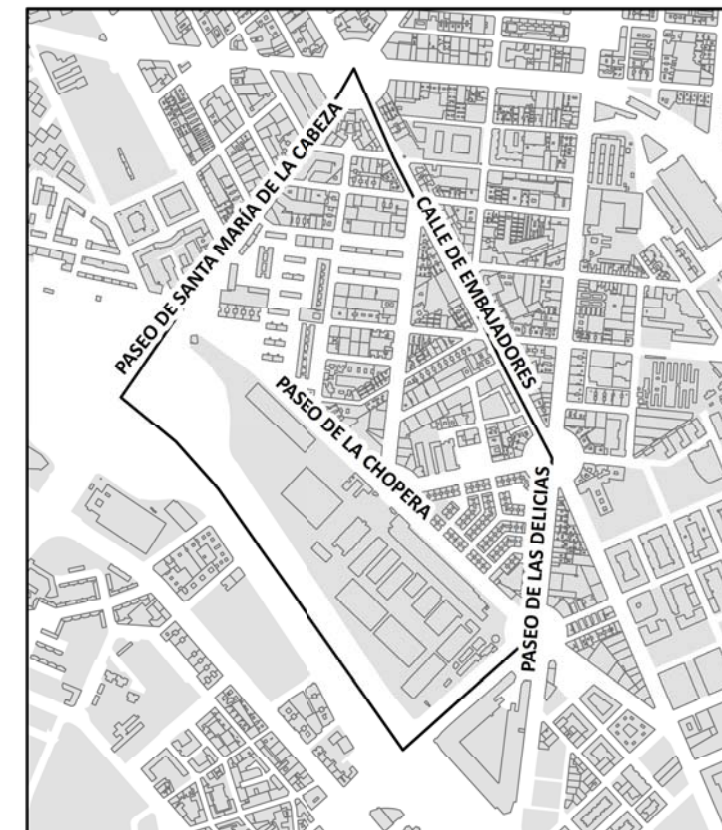 PASEO DE SANTA MARÍA DE LA CABEZA
CALLE DE EMBAJADORES
PASEO DE LA CHOPERA
PASEO DE LAS DELICIAS